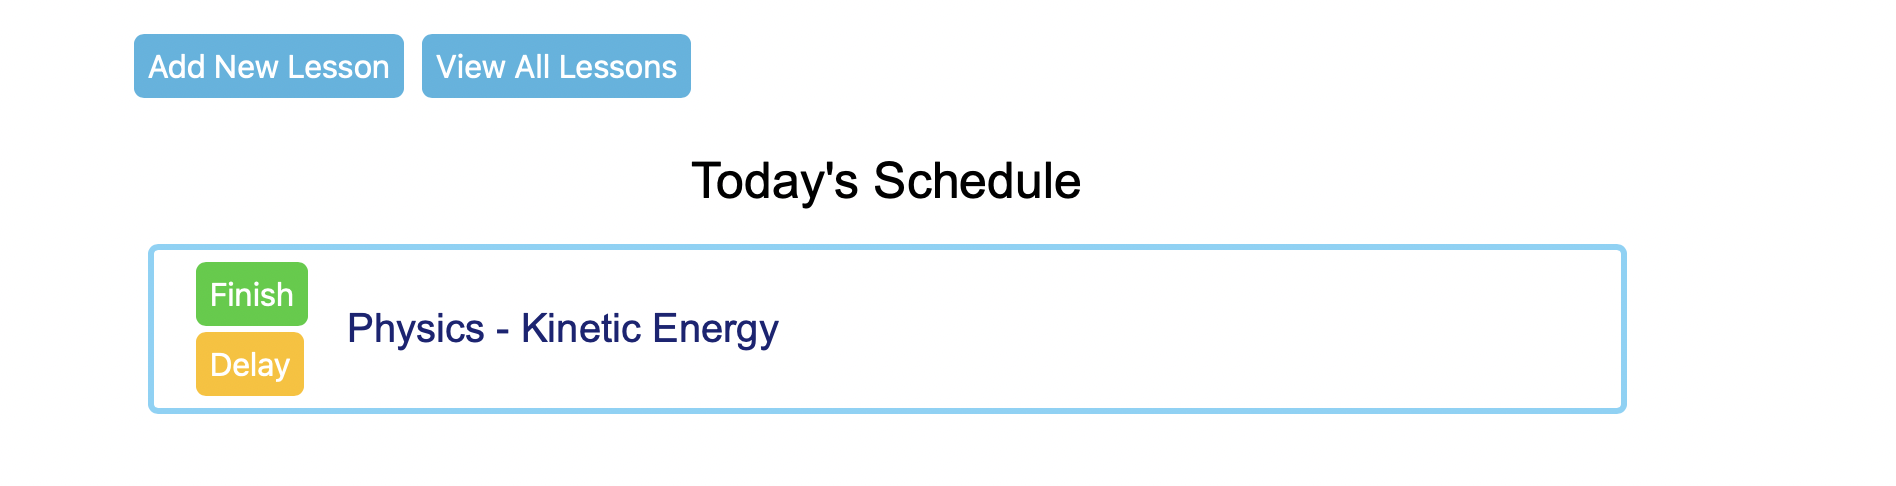 Add New Lesson View All Lessons
Today's Schedule
Finish
Physics - Kinetic Energy
Delay